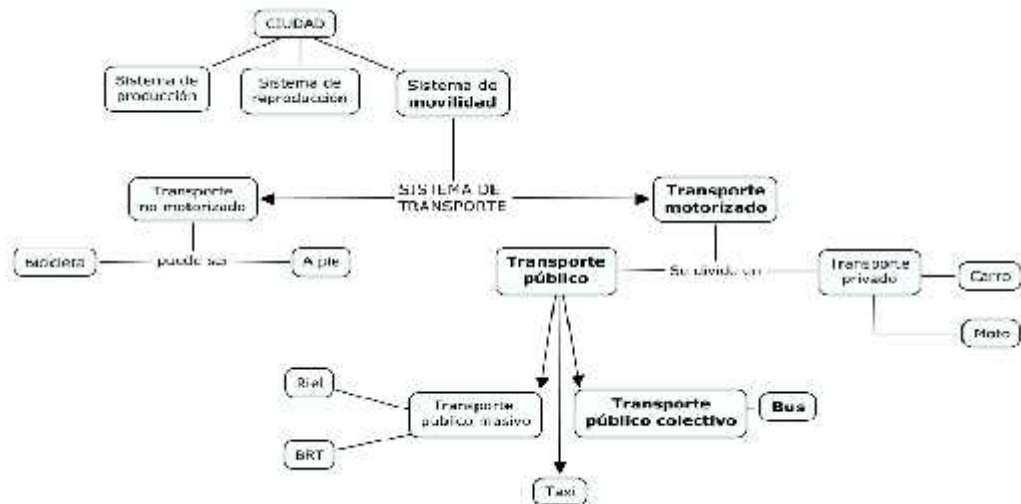 CIUDAD
Sistema de
producción
Sistema de
reproducción
Sistema de
movilidad
Transporte
no motorizado
SISTEMA DE
TRANSPORTE
Transporte
motorizado
Bicicleta
puede ser
A pie
Transporte
público
Se divide en
Transporte
privado
Carro
Moto
Riel
Transporte
público masivo
Transporte
público colectivo
Bus
BRT
Taxi